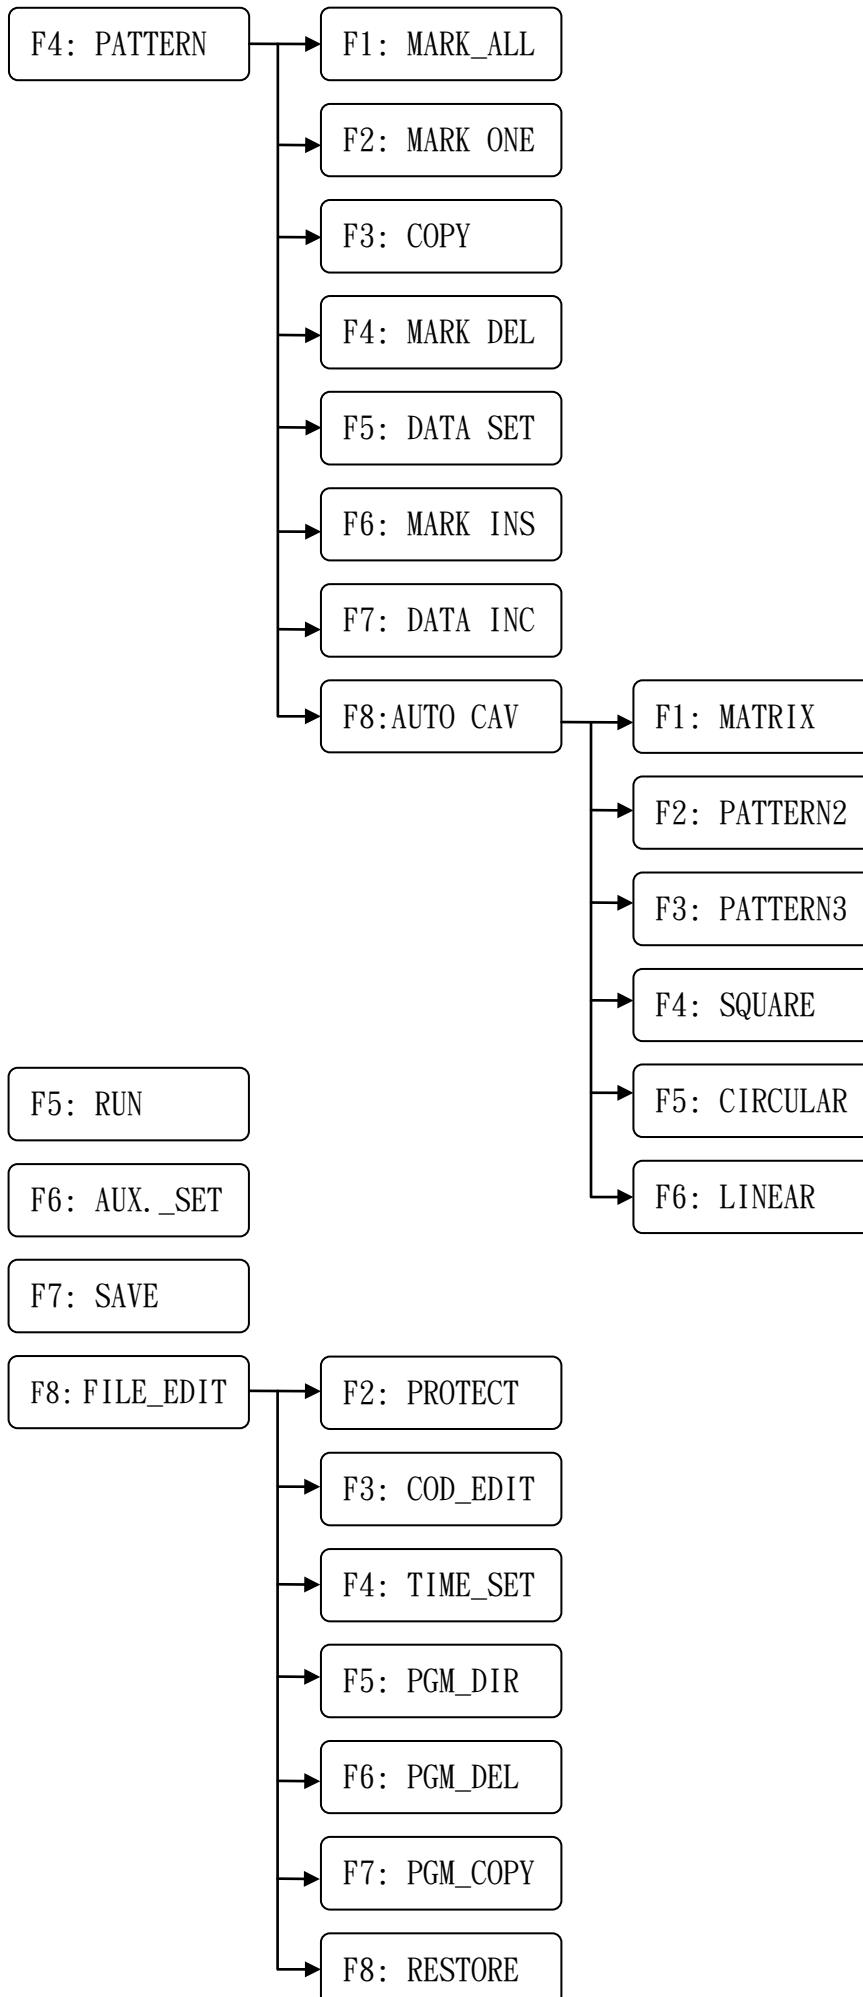 F4: PATTERN
F1: MARK_ALL
F2: MARK ONE
F3: COPY
F4: MARK DEL
F5: DATA SET
F6: MARK INS
F7: DATA INC
F8:AUTO CAV
F1: MATRIX
F2: PATTERN2
F3: PATTERN3
F4: SQUARE
F5: CIRCULAR
F6: LINEAR
F5: RUN
F6: AUX._SET
F7: SAVE
F8: FILE_EDIT
F2: PROTECT
F3: COD_EDIT
F4: TIME_SET
F5: PGM_DIR
F6: PGM_DEL
F7: PGM_COPY
F8: RESTORE